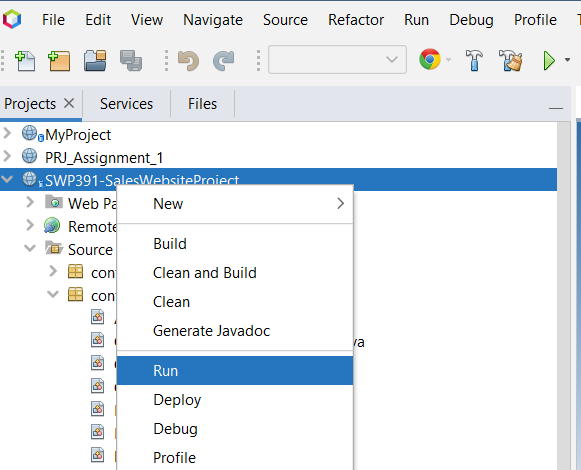 File Edit View Navigate Source Refactor Run Debug Profile
Projects Services Files
MyProject
PRJ_Assignment_1
SWP391-SalesWebsiteProject
Web Pa
Remote
Source
con
con
va
New
Build
Clean and Build
Clean
Generate Javadoc
Run
Deploy
Debug
Profile